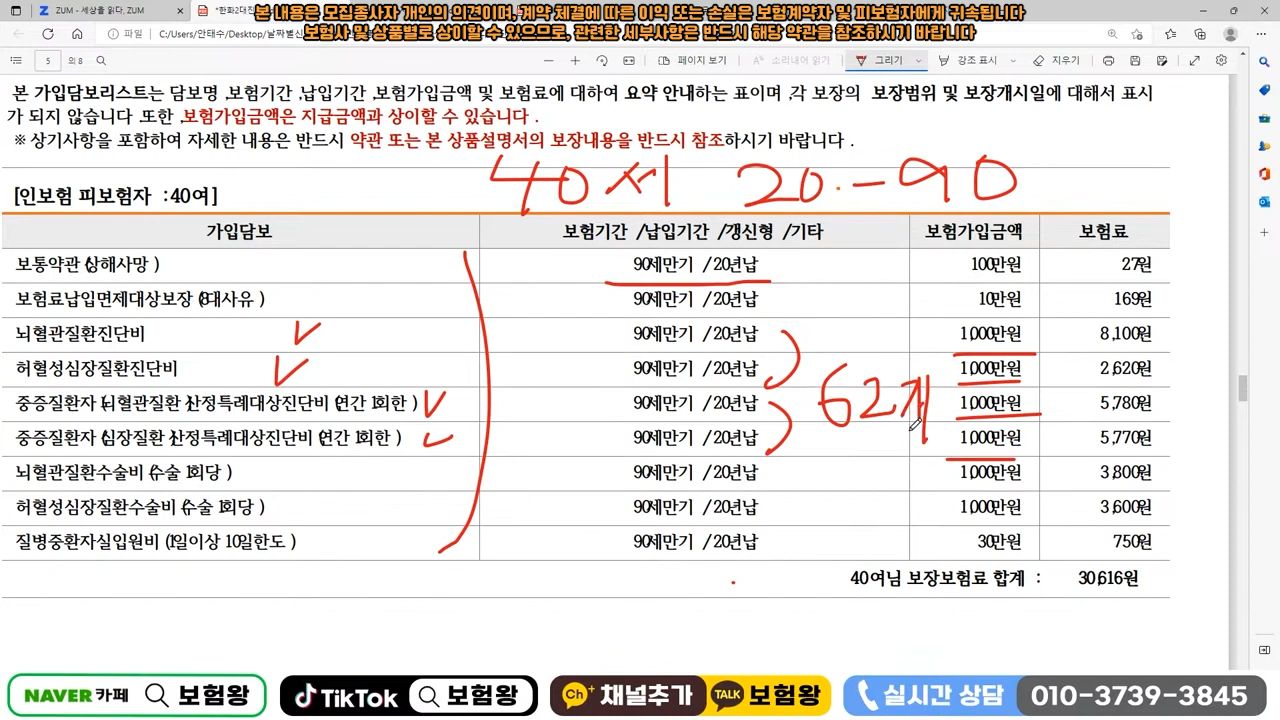 본 내용은 모집종사자 개인의 의견이며, 계약 체결에 따른 이익 또는 손실은 보험계약자 및 피보험자에게 귀속됩니다
보험사 및 상품별로 상이할 수 있으므로, 관련한 세부사항은 반드시 해당 약관을 참조하시기 바랍니다
ZUM - 세상을 읽다, ZUM
파일 C:/Users/안태수/Desktop/날짜별신
5 의 8 페이지 보기 소리내어 읽기 그리기 강조 표시 지우기
본 가입담보리스트는 담보명 ,보험기간 ,납입기간 ,보험가입금액 및 보험료에 대하여 요약 안내하는 표이며 ,각 보장의 보장범위 및 보장개시일에 대해서 표시
가 되지 않습니다 .또한 ,보험가입금액은 지급금액과 상이할 수 있습니다 .
※ 상기사항을 포함하여 자세한 내용은 반드시 약관 또는 본 상품설명서의 보장내용을 반드시 참조하시기 바랍니다 .
40세 20.-90
[인보험 피보험자 :40여]
가입담보 보험기간 /납입기간 /갱신형 /기타 보험가입금액 보험료
보통약관 (상해사망 ) 90세만기 /20년납 100만원 27원
보험료납입면제대상보장 (8대사유 ) 90세만기 /20년납 10만원 169원
뇌혈관질환진단비 90세만기 /20년납 1,000만원 8,100원
허혈성심장질환진단비 90세만기 /20년납 1,000만원 2,620원
중증질환자 (뇌혈관질환 )산정특례대상진단비 (연간 1회한 ) 90세만기 /20년납 1,000만원 5,780원
62개
중증질환자 (심장질환 )산정특례대상진단비 (연간 1회한 ) 90세만기 /20년납 1,000만원 5,770원
뇌혈관질환수술비 (수술 1회당 ) 90세만기 /20년납 1,000만원 3,800원
허혈성심장질환수술비 (수술 1회당 ) 90세만기 /20년납 1,000만원 3,600원
질병중환자실입원비 (1일이상 10일한도 ) 90세만기 /20년납 30만원 750원
40여님 보장보험료 합계 : 30,616원
NAVER 카페 보험왕 TikTok 보험왕 Ch+ 채널추가 TALK 보험왕 실시간 상담 010-3739-3845